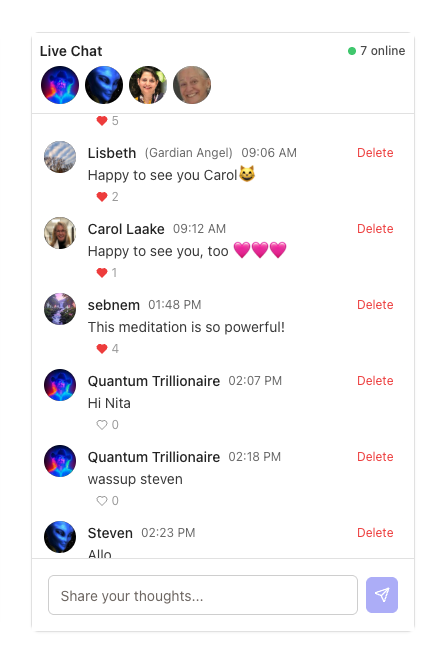 Live Chat
7 online
5
Lisbeth (Gardian Angel) 09:06 AM Delete
Happy to see you Carol😺
2
Carol Laake 09:12 AM Delete
Happy to see you, too 💗💗💗
1
sebnem 01:48 PM Delete
This meditation is so powerful!
4
Quantum Trillionaire 02:07 PM Delete
Hi Nita
0
Quantum Trillionaire 02:18 PM Delete
wassup steven
0
Steven 02:23 PM Delete
Allo
Share your thoughts...